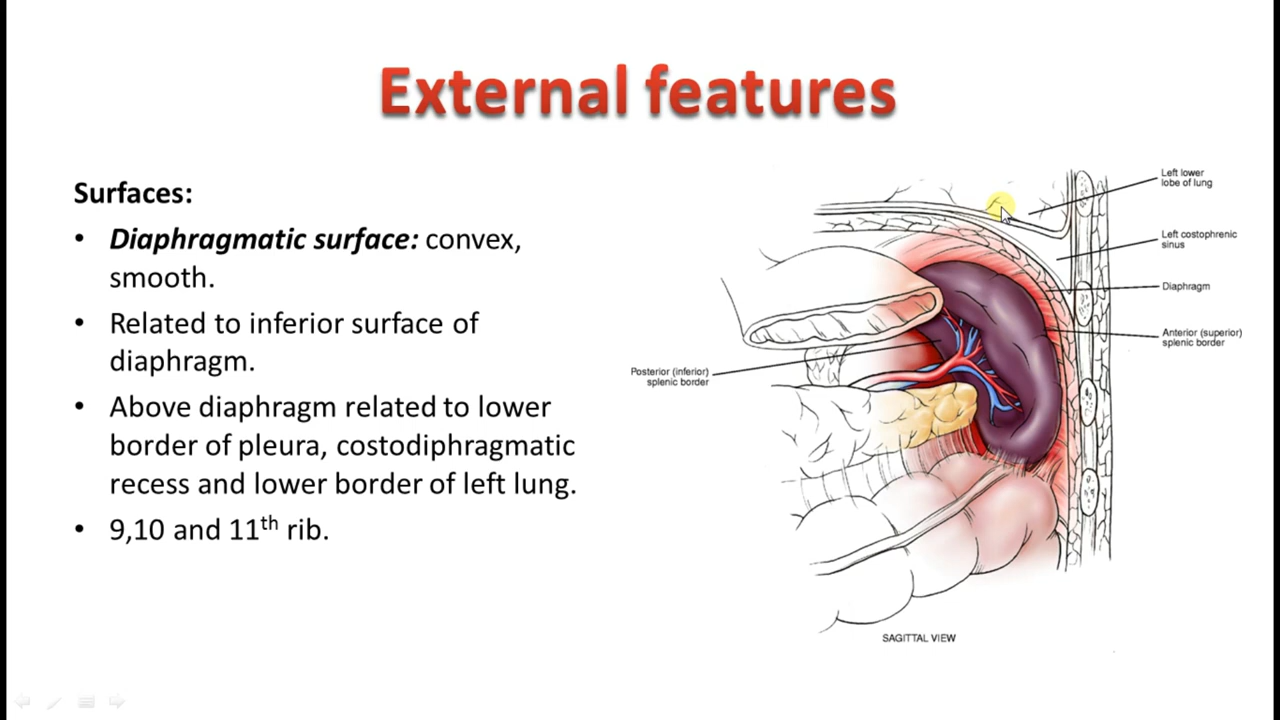 External features
Surfaces:
• Diaphragmatic surface: convex,
smooth.
• Related to inferior surface of
diaphragm.
• Above diaphragm related to lower
border of pleura, costodiphragmatic
recess and lower border of left lung.
• 9,10 and 11th rib.
Left lower
lobe of lung
Left costophrenic
sinus
Diaphragm
Anterior (superior)
splenic border
Posterior (inferior)
splenic border
SAGITTAL VIEW